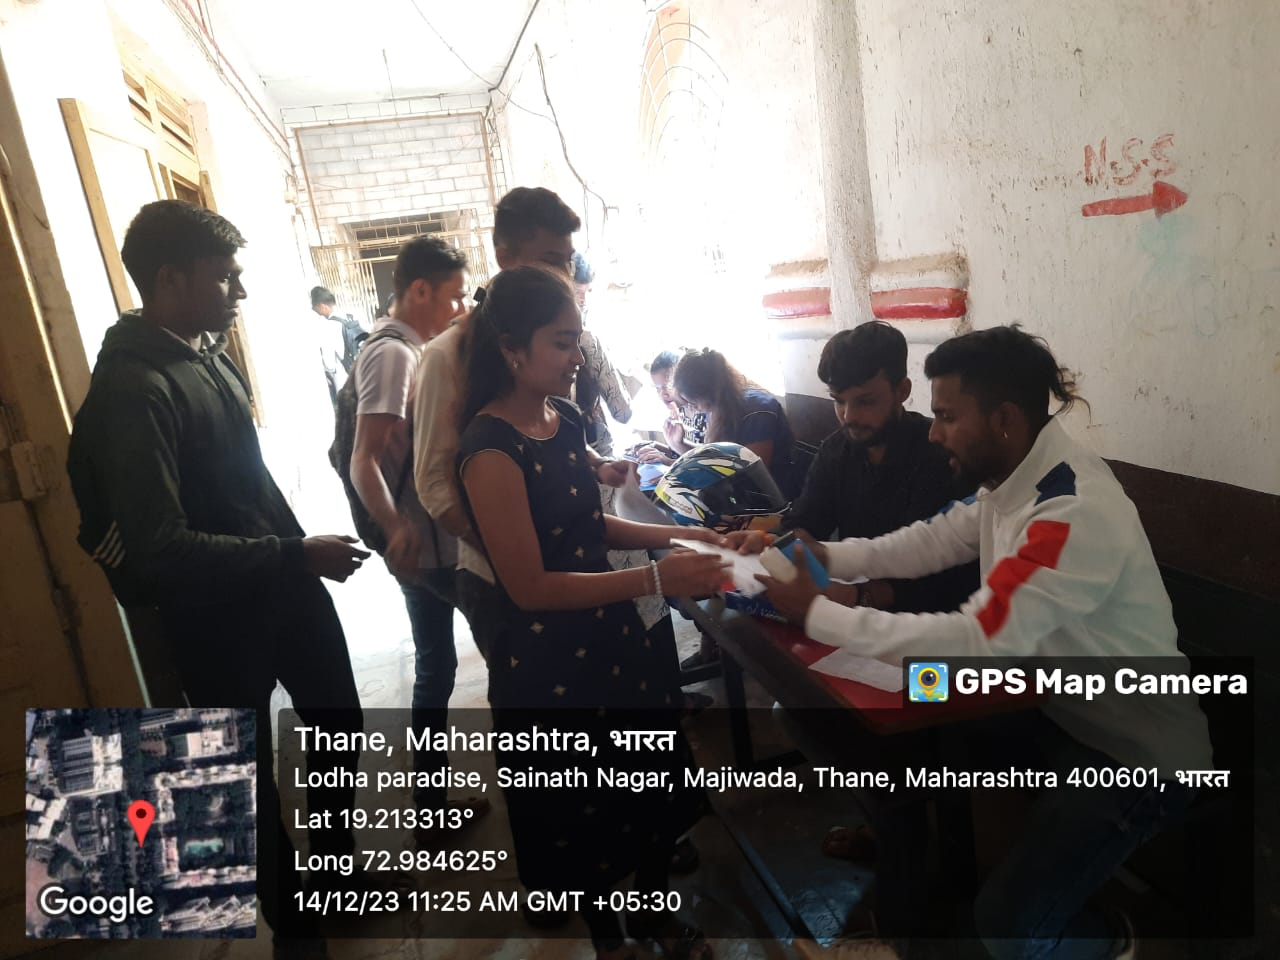 N.S.S
GPS Map Camera
Thane, Maharashtra, भारत
Lodha paradise, Sainath Nagar, Majiwada, Thane, Maharashtra 400601, भारत
Lat 19.213313°
Long 72.984625°
14/12/23 11:25 AM GMT +05:30
Google